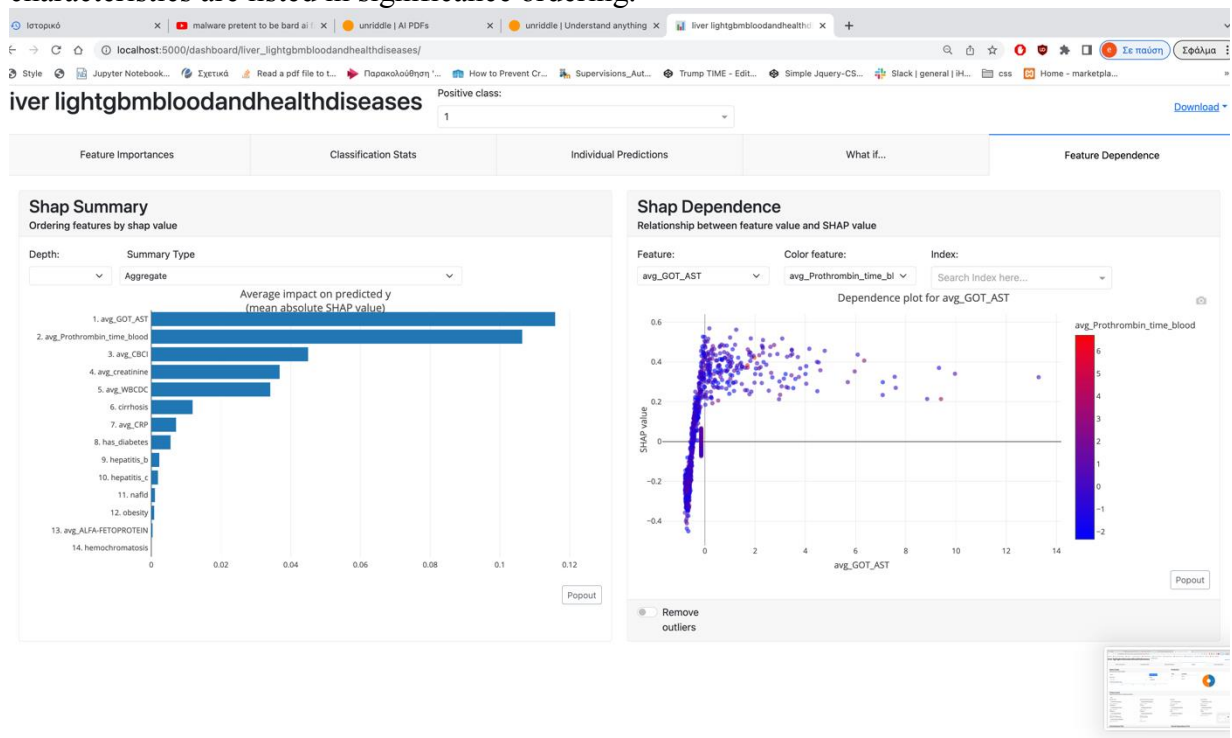 characteristics are listed in significance ordering.
Ιστορικό
malware pretent to be bard ai f
unriddle | AI PDFs
unriddle | Understand anything
liver lightgbmbloodandhealthd
localhost:5000/dashboard/liver_lightgbmbloodandhealthdiseases/
Σε παύση
Σφάλμα
Style
Jupyter Notebook...
Σχετικά
Read a pdf file to t...
Παρακολούθηση '...
How to Prevent Cr...
Supervisions_Aut...
Trump TIME - Edit...
Simple Jquery-CS...
Slack | general | iH...
css
Home - marketpla...
iver lightgbmbloodandhealthdiseases
Positive class:
1
Download
Feature Importances
Classification Stats
Individual Predictions
What if...
Feature Dependence
Shap Summary
Ordering features by shap value
Depth:
Summary Type
Aggregate
Average impact on predicted y
(mean absolute SHAP value)
1. avg_GOT_AST
2. avg_Prothrombin_time_blood
3. avg_CBCI
4. avg_creatinine
5. avg_WBCDC
6. cirrhosis
7. avg_CRP
8. has_diabetes
9. hepatitis_b
10. hepatitis_c
11. nafld
12. obesity
13. avg_ALFA-FETOPROTEIN
14. hemochromatosis
0 0.02 0.04 0.06 0.08 0.1 0.12
Popout
Shap Dependence
Relationship between feature value and SHAP value
Feature:
Color feature:
Index:
avg_GOT_AST
avg_Prothrombin_time_bl
Search Index here...
Dependence plot for avg_GOT_AST
avg_Prothrombin_time_blood
0.6
0.4
0.2
0
−0.2
−0.4
SHAP value
6
5
4
3
2
1
0
−1
−2
0 2 4 6 8 10 12 14
avg_GOT_AST
Popout
Remove
outliers